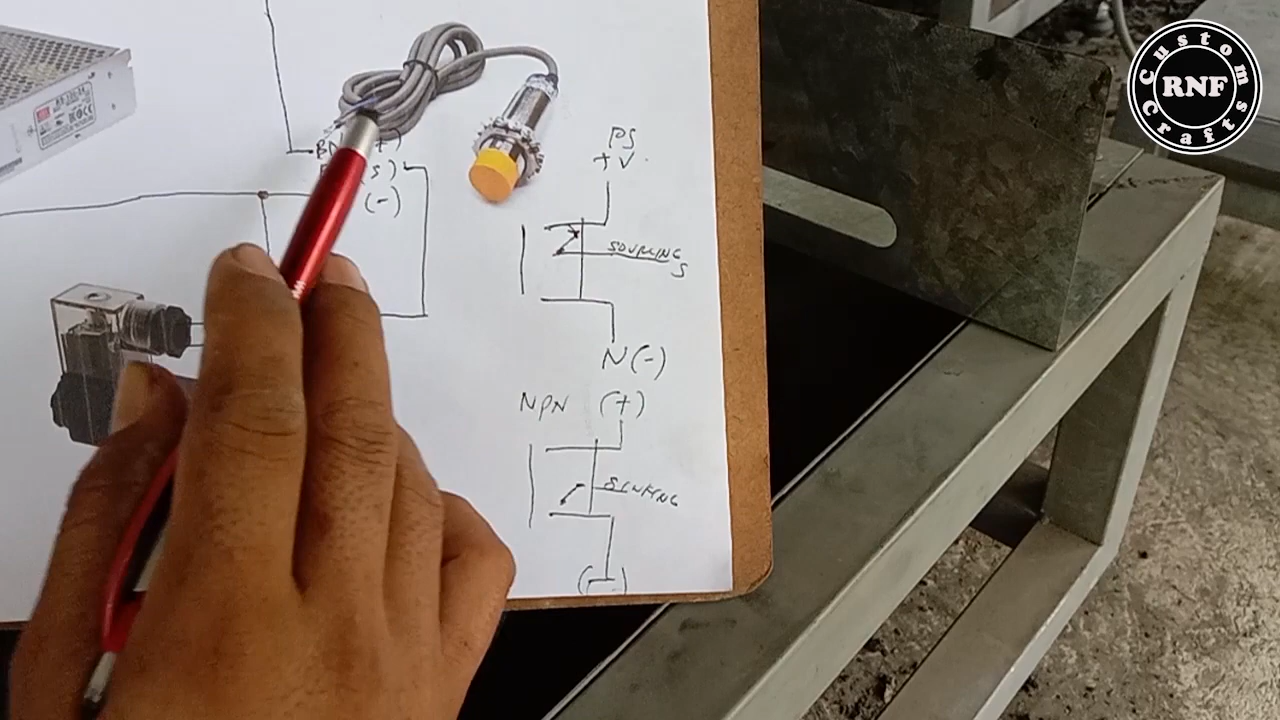 PS
+V
(+)
(S)
(-)
SOURCING
S
N (-)
NPN (+)
SINKING
(-)
Custom
RNF
Crafts